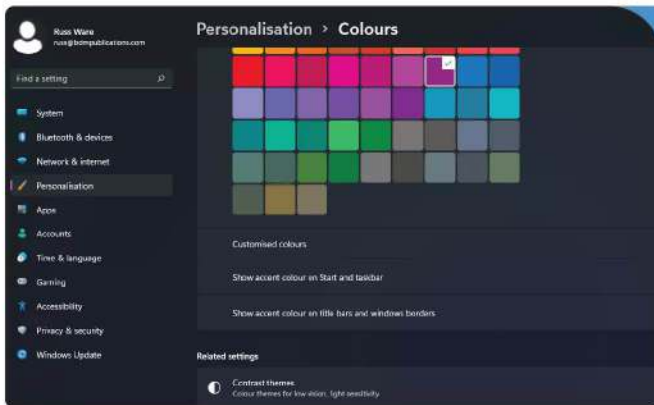 Russ Ware
russ@bdmpublications.com
Find a setting
System
Bluetooth & devices
Network & internet
Personalisation
Apps
Accounts
Time & language
Gaming
Accessibility
Privacy & security
Windows Update
Personalisation > Colours
Customised colours
Show accent colour on Start and taskbar
Show accent colour on title bars and windows borders
Related settings
Contrast themes
Colour themes for low vision, light sensitivity